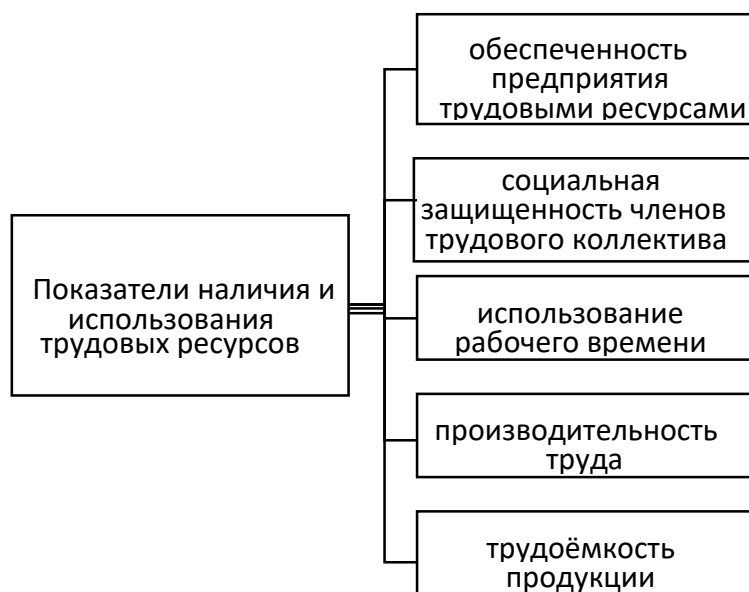 обеспеченность
предприятия
трудовыми ресурсами
социальная
защищенность членов
трудового коллектива
Показатели наличия и
использования
трудовых ресурсов
использование
рабочего времени
производительность
труда
трудоёмкость
продукции